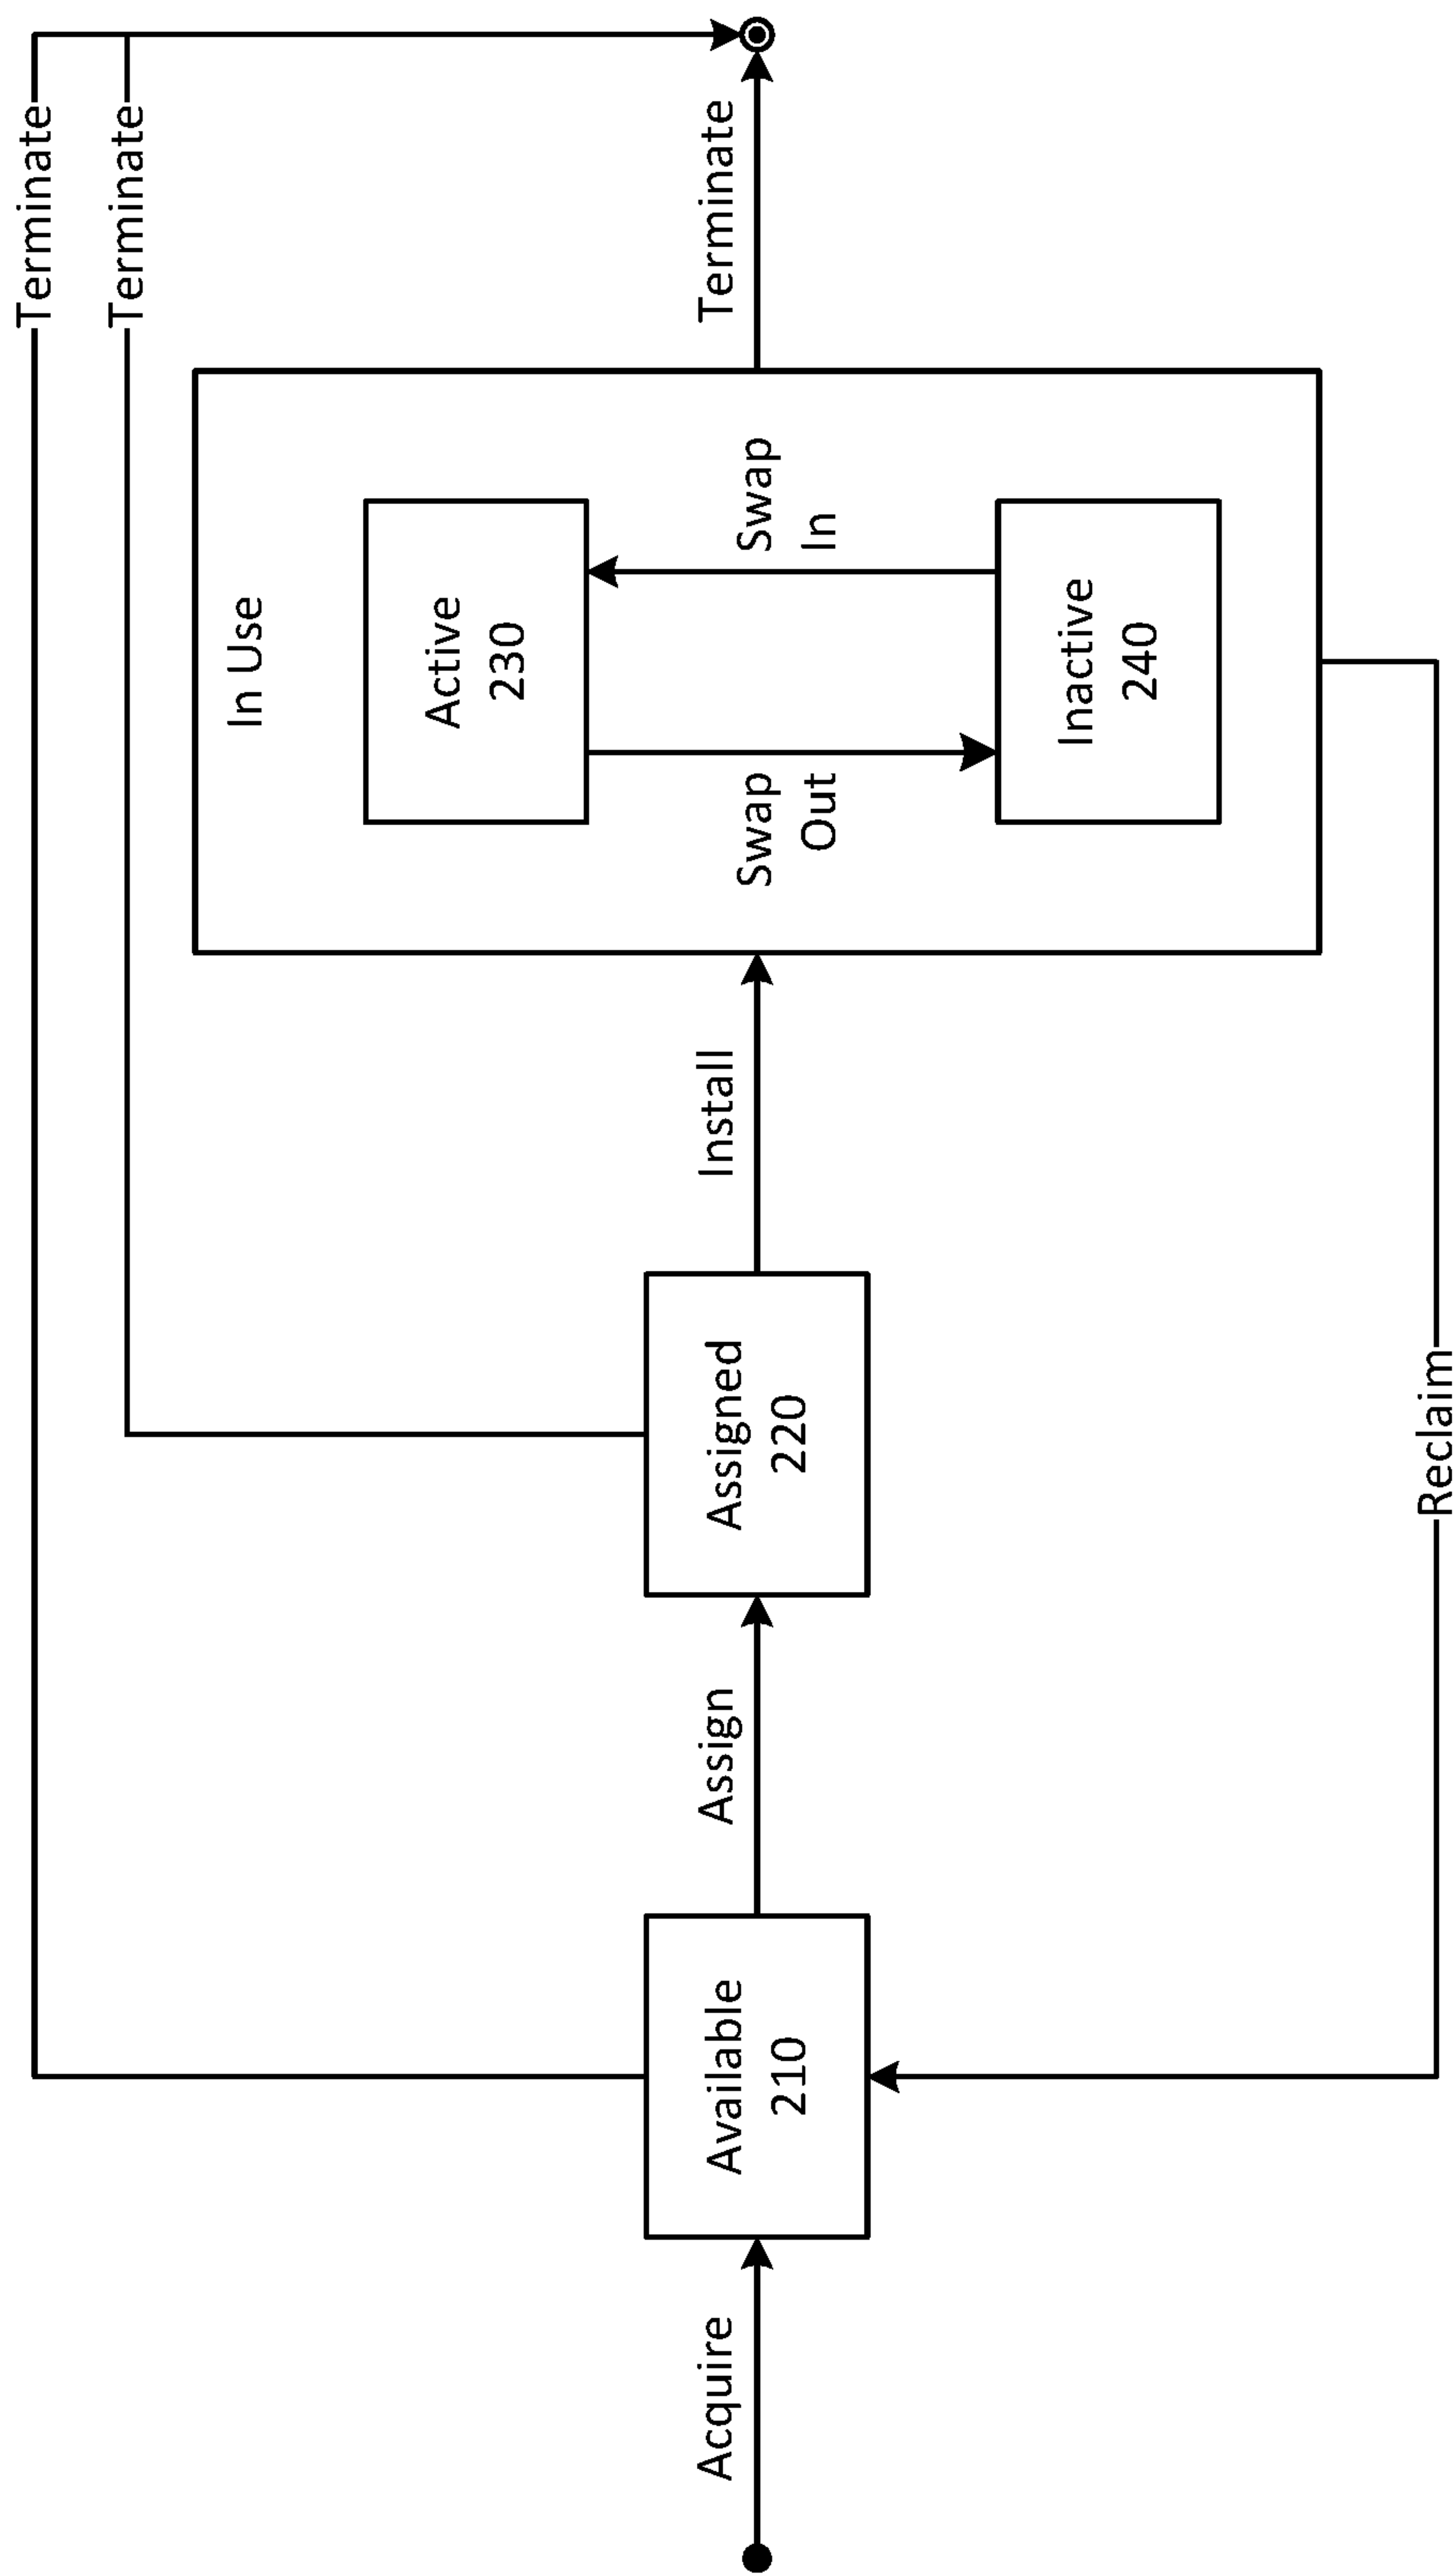 Terminate
Terminate
In Use
Active
230
Acquire
Available
210
Assign
Assigned
220
Install
Swap
Out
Swap
In
Terminate
Inactive
240
Reclaim